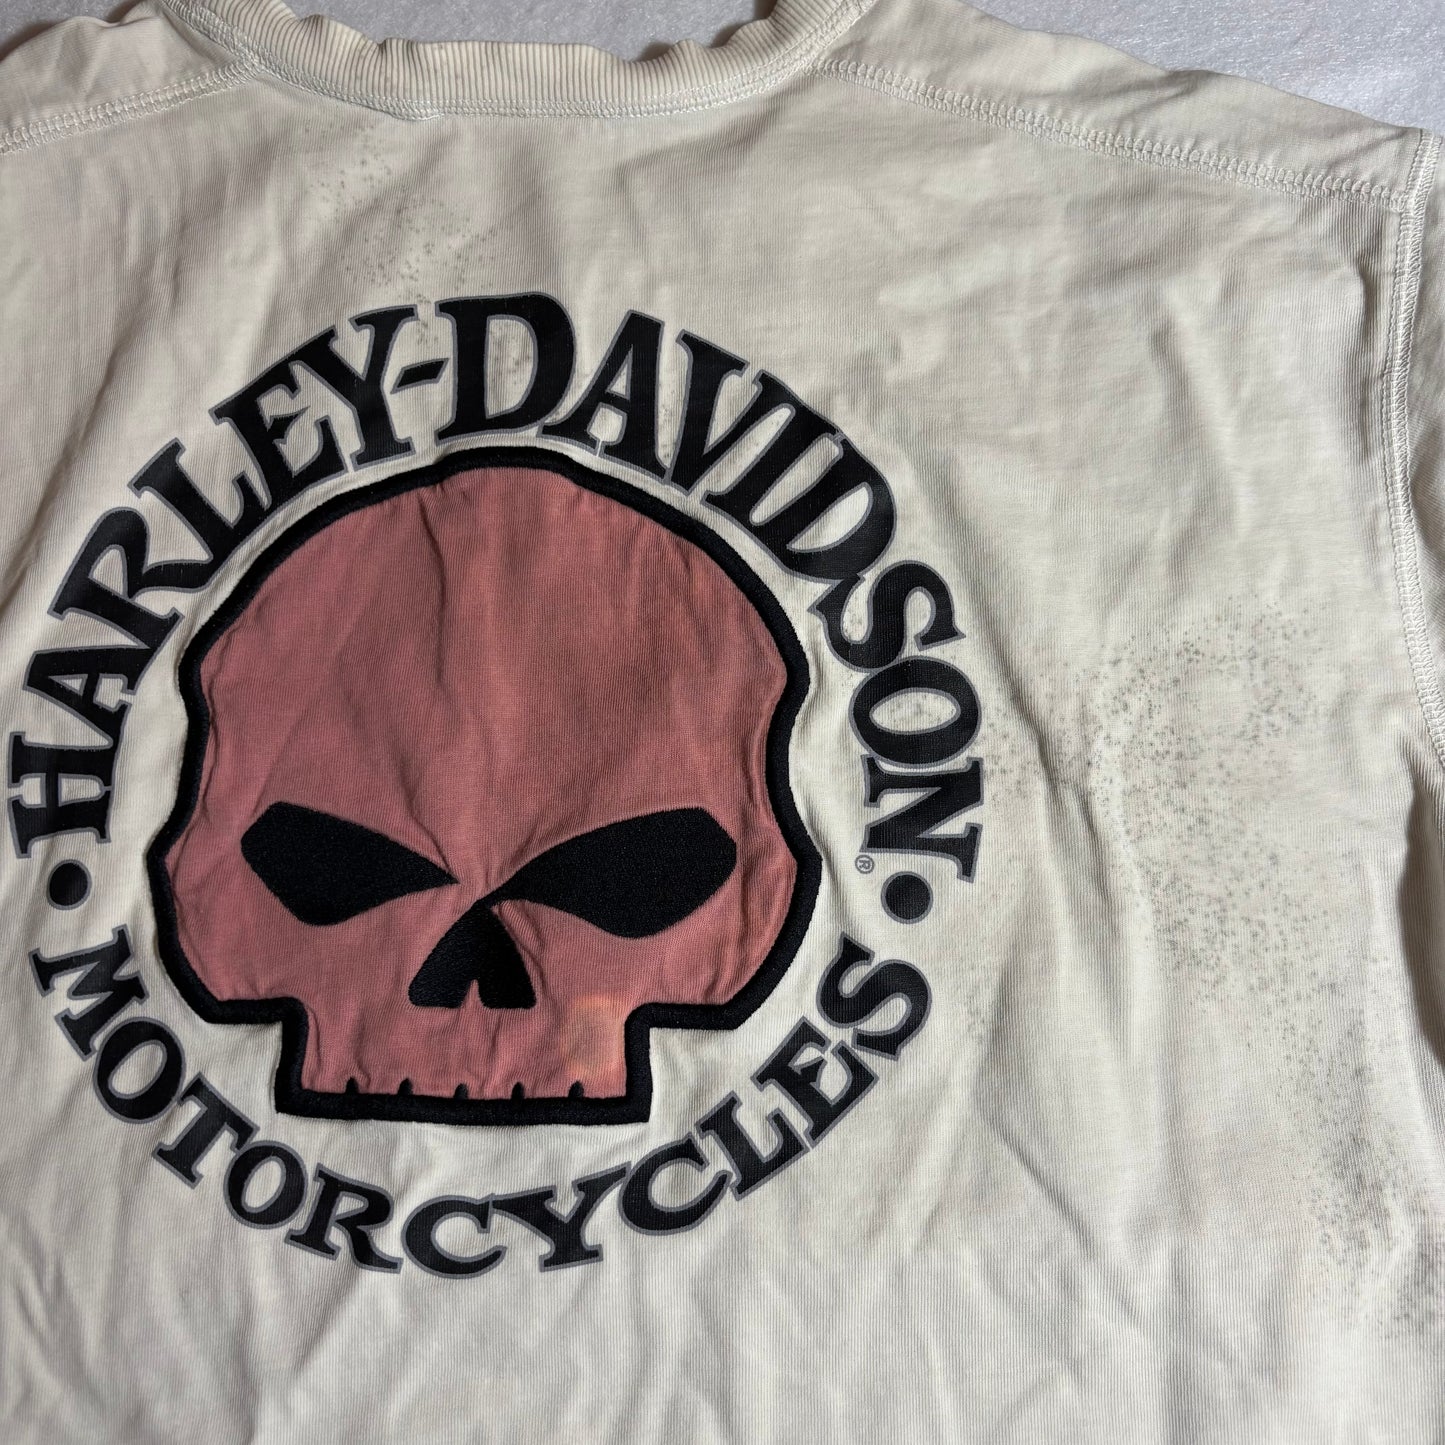 HARLEY-DAVIDSON
®
• MOTORCYCLES •